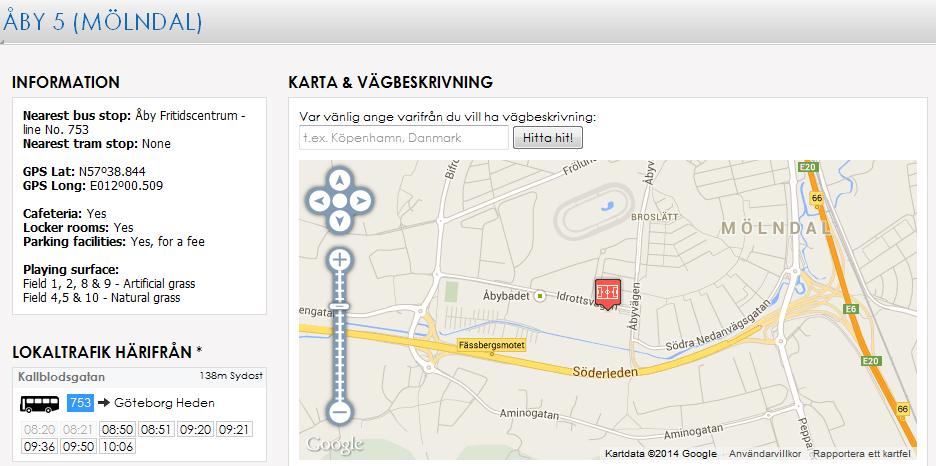 ÅBY 5 (MÖLNDAL)
INFORMATION
Nearest bus stop: Åby Fritidscentrum -
line No. 753
Nearest tram stop: None
GPS Lat: N57º38.844
GPS Long: E012º00.509
Cafeteria: Yes
Locker rooms: Yes
Parking facilities: Yes, for a fee
Playing surface:
Field 1, 2, 8 & 9 - Artificial grass
Field 4,5 & 10 - Natural grass
LOKALTRAFIK HÄRIFRÅN *
Kallblodsgatan 138m Sydost
753 ➔ Göteborg Heden
08:20 08:21 08:50 08:51 09:20 09:21
09:36 09:50 10:06
KARTA & VÄGBESKRIVNING
Var vänlig ange varifrån du vill ha vägbeskrivning:
t.ex. Köpenhamn, Danmark Hitta hit!
Bifro
Frölund
Åbyv
E20
66
BROSLÄTT
MÖLNDAL
Åbybadet
Idrottsvägen
Åbyvägen
engatan
E6
Södra Nedanvägsgatan
Fässbergsmotet
Söderleden
E20
66
Aminogatan
Aminogatan
Peppa
Google
Kartdata ©2014 Google Användarvillkor Rapportera ett kartfel